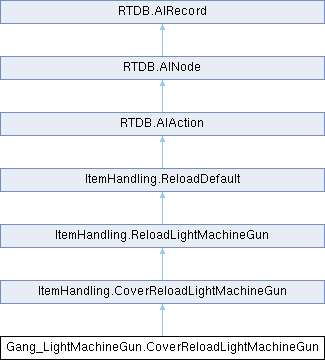 RTDB.AIRecord
RTDB.AINode
RTDB.AIAction
ItemHandling.ReloadDefault
ItemHandling.ReloadLightMachineGun
ItemHandling.CoverReloadLightMachineGun
Gang_LightMachineGun.CoverReloadLightMachineGun